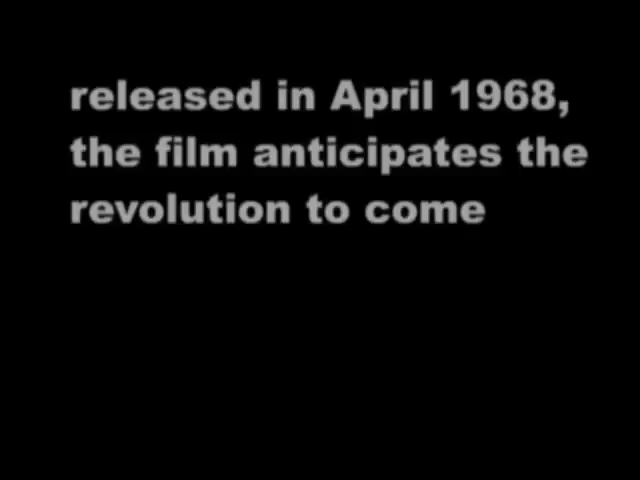 released in April 1968,
the film anticipates the
revolution to come